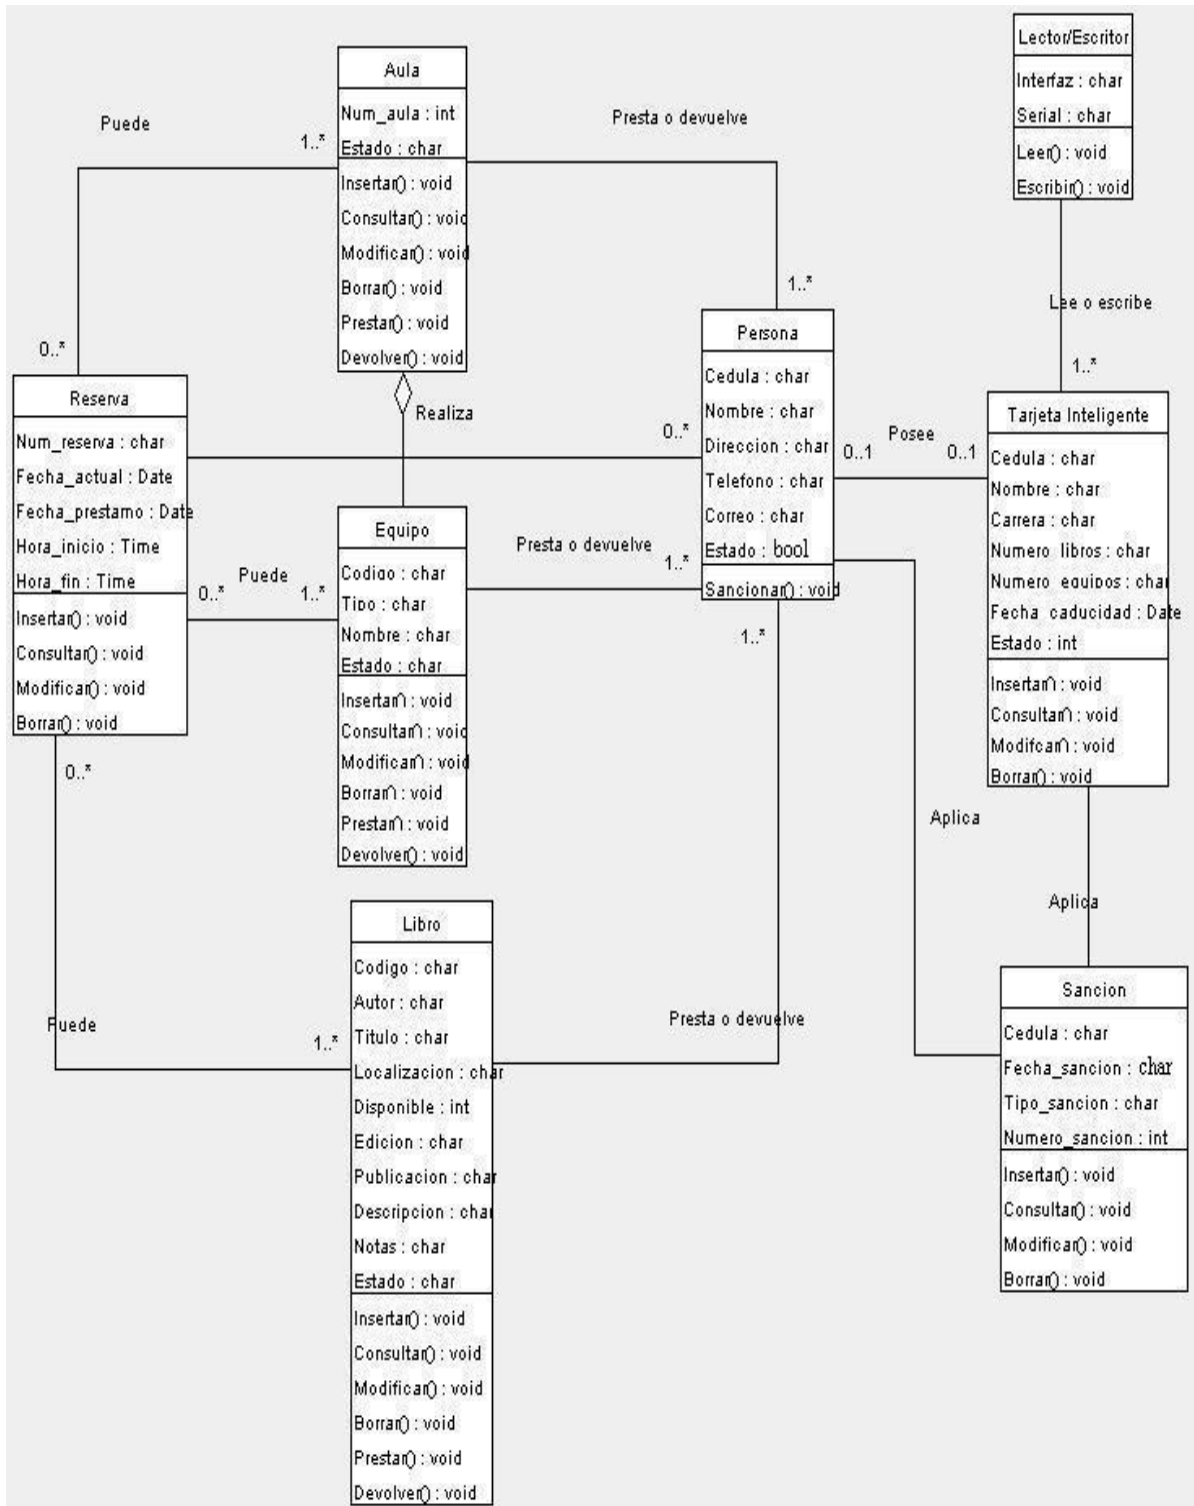 Lector/Escritor
Interfaz : char
Serial : char
Leer() : void
Escribir() : void
Aula
Num_aula : int
Estado : char
Insertar() : void
Consultar() : void
Modificar() : void
Borrar() : void
Prestar() : void
Devolver() : void
Puede
1..*
0..*
Presta o devuelve
1..*
Lee o escribe
1..*
Reserva
Num_reserva : char
Fecha_actual : Date
Fecha_prestamo : Date
Hora_inicio : Time
Hora_fin : Time
Insertar() : void
Consultar() : void
Modificar() : void
Borrar() : void
Realiza
0..*
Persona
Cedula : char
Nombre : char
Direccion : char
Telefono : char
Correo : char
Estado : bool
Sancionar() : void
Posee
0..1
0..1
Tarjeta Inteligente
Cedula : char
Nombre : char
Carrera : char
Numero_libros : char
Numero_equipos : char
Fecha_caducidad : Date
Estado : int
Insertar() : void
Consultar() : void
Modifcar() : void
Borrar() : void
Puede
0..*
1..*
Equipo
Codigo : char
Tipo : char
Nombre : char
Estado : char
Insertar() : void
Consultar() : void
Modificar() : void
Borrar() : void
Prestar() : void
Devolver() : void
Presta o devuelve
1..*
1..*
0..*
Aplica
Aplica
Puede
1..*
Libro
Codigo : char
Autor : char
Titulo : char
Localizacion : char
Disponible : int
Edicion : char
Publicacion : char
Descripcion : char
Notas : char
Estado : char
Insertar() : void
Consultar() : void
Modificar() : void
Borrar() : void
Prestar() : void
Devolver() : void
Presta o devuelve
Sancion
Cedula : char
Fecha_sancion : char
Tipo_sancion : char
Numero_sancion : int
Insertar() : void
Consultar() : void
Modificar() : void
Borrar() : void